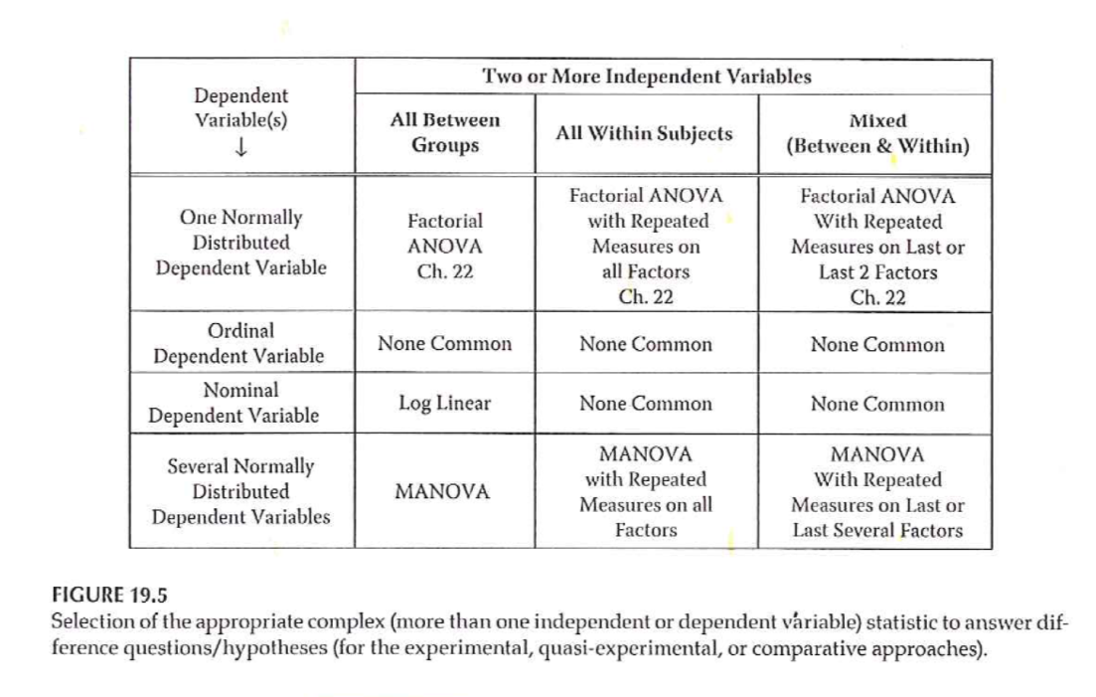 Dependent
Variable(s)
↓
Two or More Independent Variables
All Between
Groups
All Within Subjects
Mixed
(Between & Within)
One Normally
Distributed
Dependent Variable
Factorial
ANOVA
Ch. 22
Factorial ANOVA
with Repeated
Measures on
all Factors
Ch. 22
Factorial ANOVA
With Repeated
Measures on Last or
Last 2 Factors
Ch. 22
Ordinal
Dependent Variable
None Common
None Common
None Common
Nominal
Dependent Variable
Log Linear
None Common
None Common
Several Normally
Distributed
Dependent Variables
MANOVA
MANOVA
with Repeated
Measures on all
Factors
MANOVA
With Repeated
Measures on Last or
Last Several Factors
FIGURE 19.5
Selection of the appropriate complex (more than one independent or dependent variable) statistic to answer dif-
ference questions/hypotheses (for the experimental, quasi-experimental, or comparative approaches).